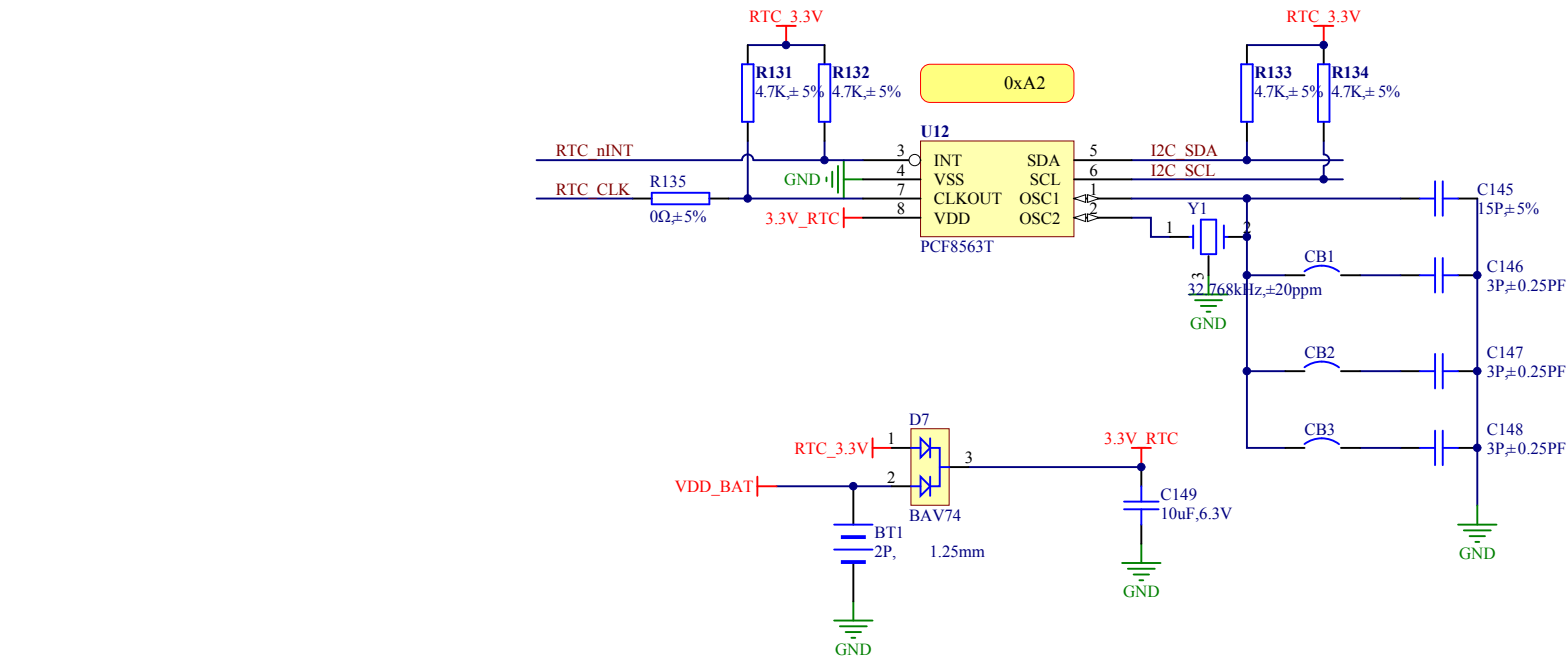 RTC_3.3V
RTC_3.3V
R131
4.7K,±5%
R132
4.7K,±5%
0xA2
R133
4.7K,±5%
R134
4.7K,±5%
U12
RTC_nINT
3
INT
SDA
5
I2C_SDA
GND
4
VSS
SCL
6
I2C_SCL
RTC_CLK
R135
0Ω,±5%
7
CLKOUT
OSC1
1
3.3V_RTC
8
VDD
OSC2
2
PCF8563T
Y1
1
2
3
32.768kHz,±20ppm
GND
C145
15P,±5%
CB1
C146
3P,±0.25PF
CB2
C147
3P,±0.25PF
CB3
C148
3P,±0.25PF
GND
D7
RTC_3.3V
1
VDD_BAT
2
3
BAV74
3.3V_RTC
C149
10uF,6.3V
GND
BT1
2P, 1.25mm
GND